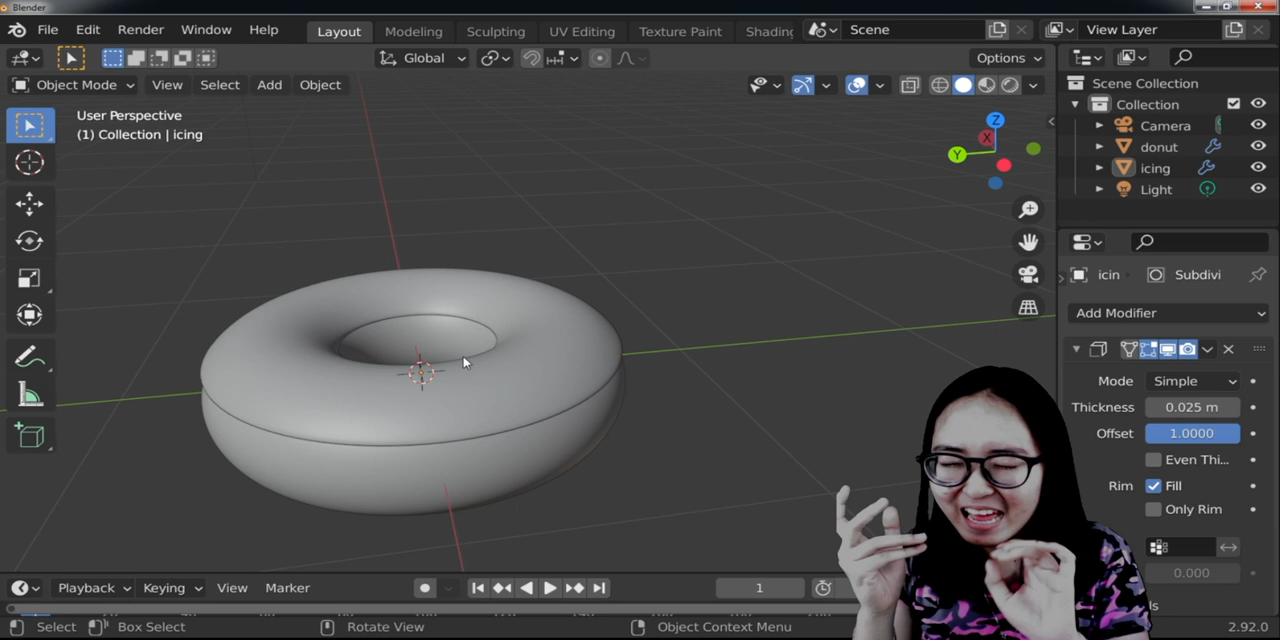 Blender
File Edit Render Window Help Layout Modeling Sculpting UV Editing Texture Paint Shading Scene View Layer
Global Options
Object Mode View Select Add Object
User Perspective
(1) Collection | icing
Z
X
Y
Scene Collection
Collection
Camera
donut
icing
Light
icin Subdivi
Add Modifier
Mode Simple
Thickness 0.025 m
Offset 1.0000
Even Thi...
Rim Fill
Only Rim
0.000
Playback Keying View Marker 1
Select Box Select Rotate View Object Context Menu 2.92.0